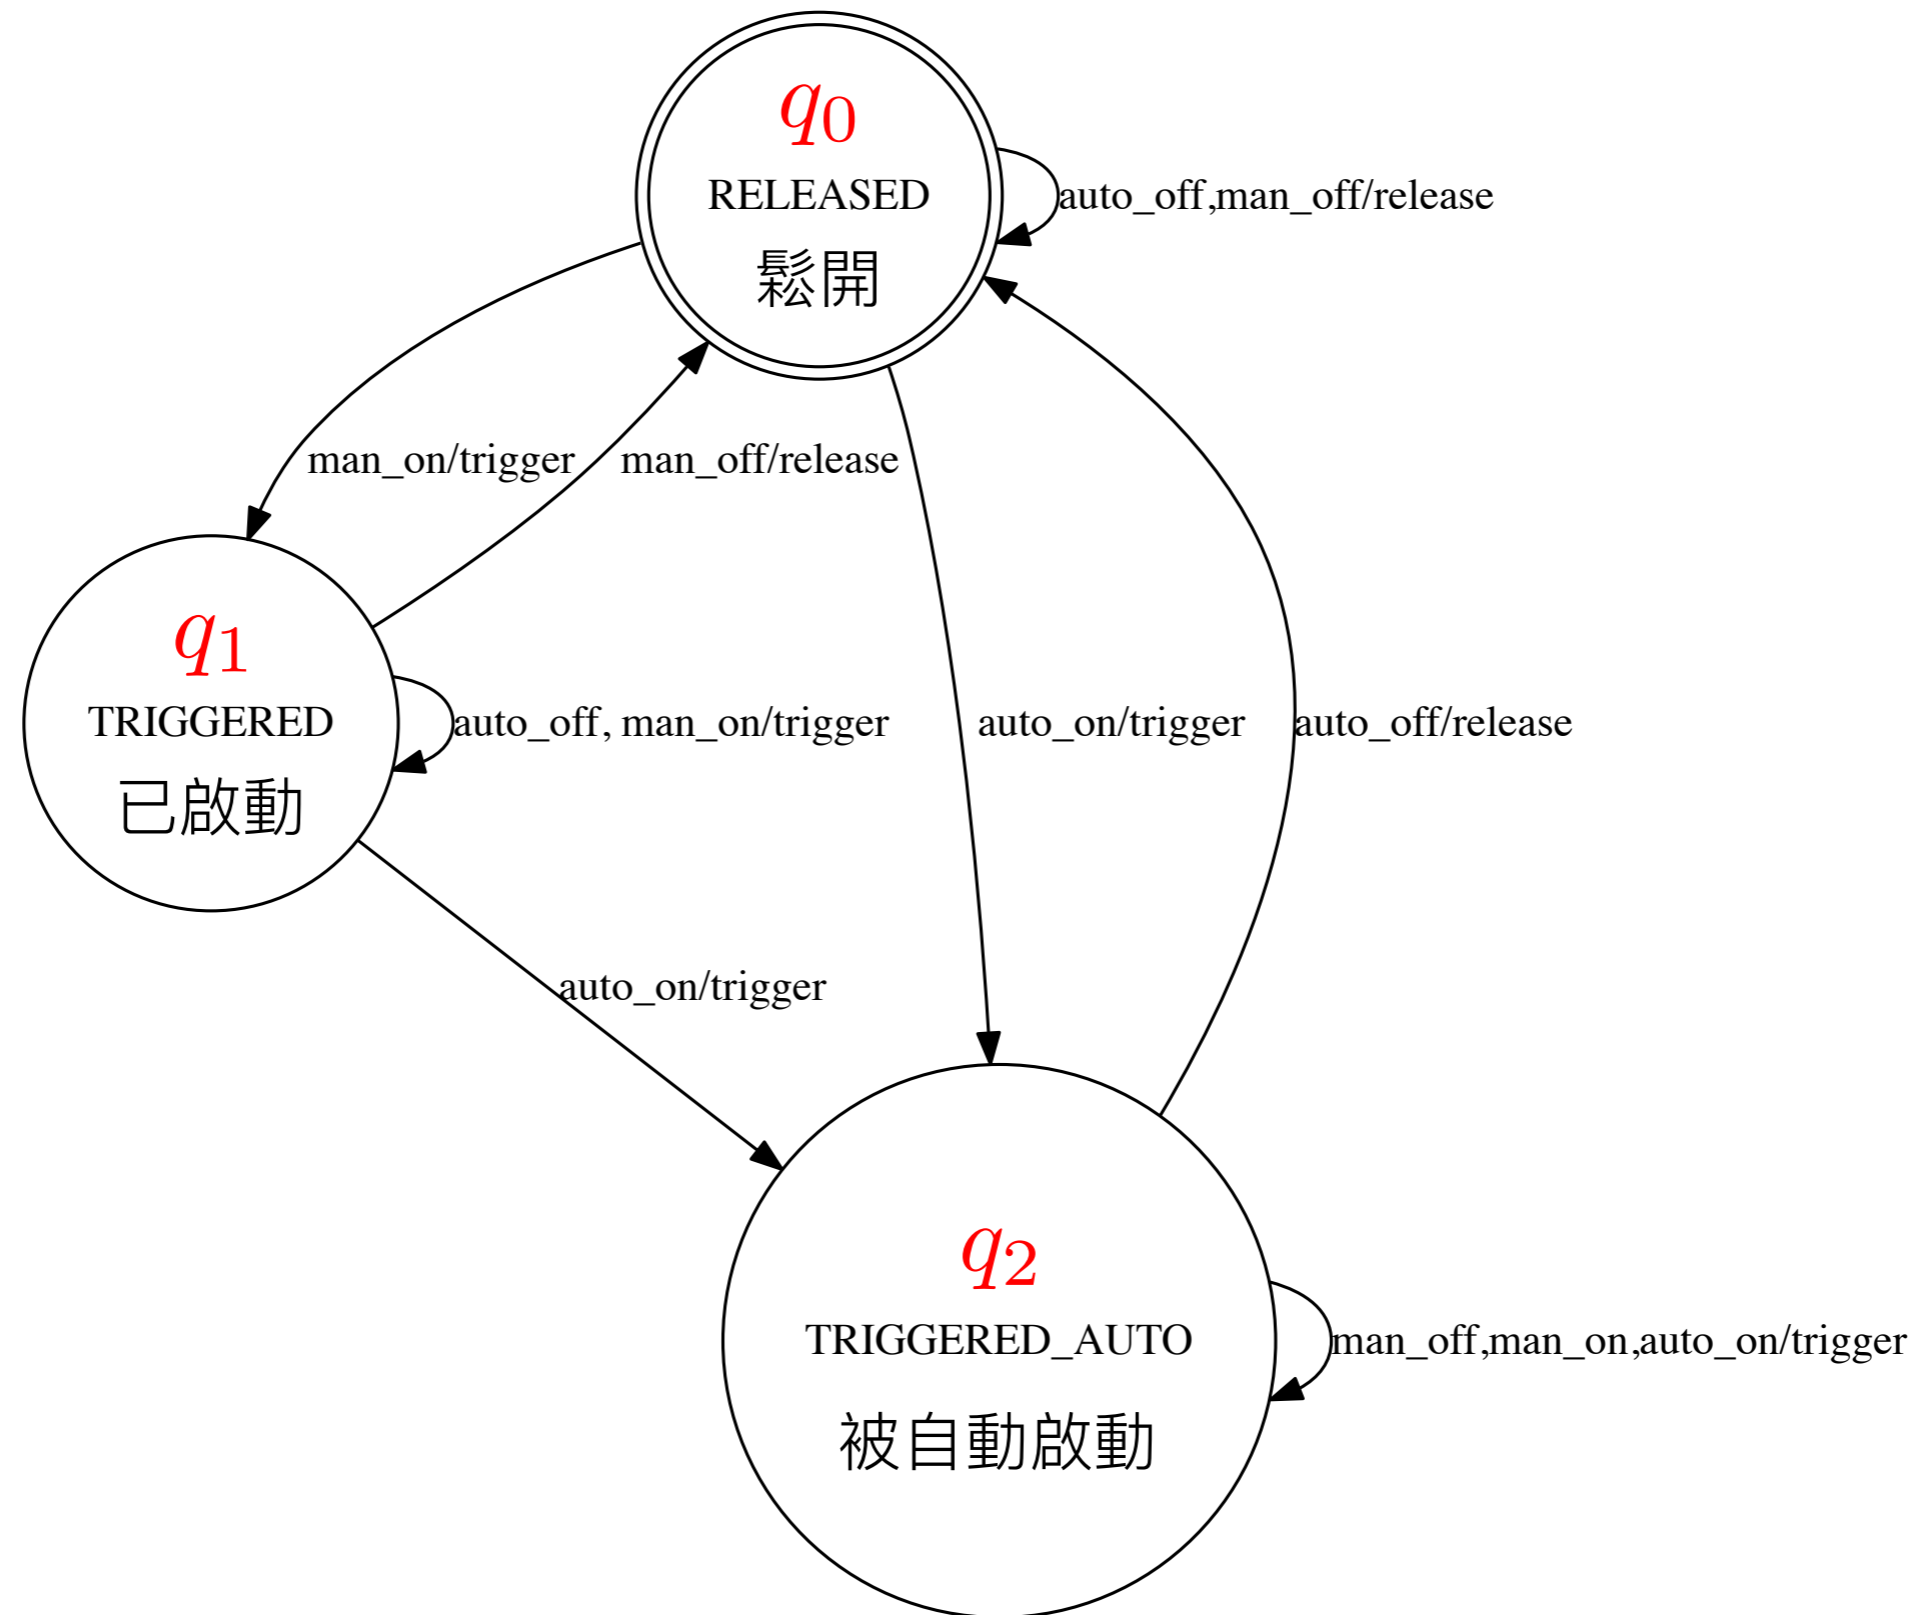 q0
RELEASED
鬆開
auto_off,man_off/release
man_on/trigger
man_off/release
q1
TRIGGERED
已啟動
auto_off, man_on/trigger
auto_on/trigger
auto_off/release
auto_on/trigger
q2
TRIGGERED_AUTO
被自動啟動
man_off,man_on,auto_on/trigger